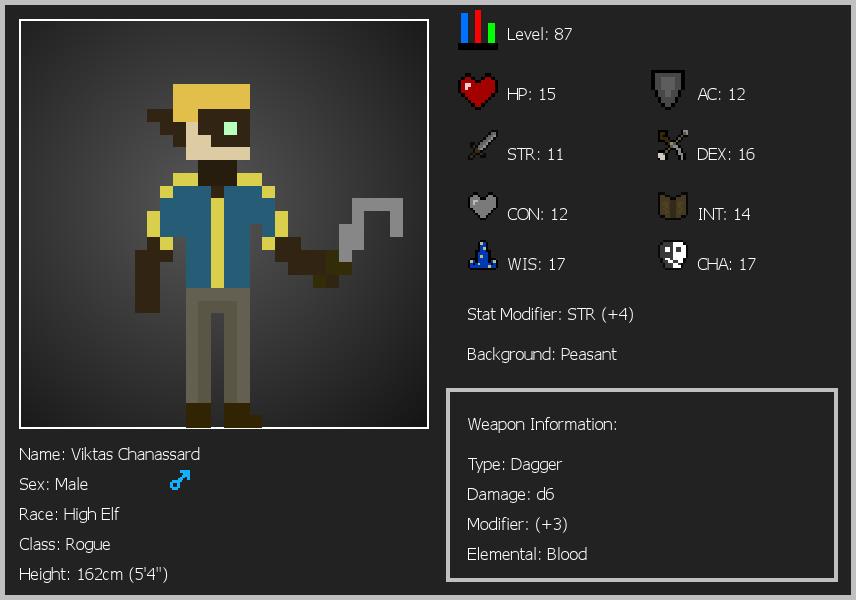 Level: 87
HP: 15
AC: 12
STR: 11
DEX: 16
CON: 12
INT: 14
WIS: 17
CHA: 17
Stat Modifier: STR (+4)
Background: Peasant
Weapon Information:
Type: Dagger
Damage: d6
Modifier: (+3)
Elemental: Blood
Name: Viktas Chanassard
Sex: Male
Race: High Elf
Class: Rogue
Height: 162cm (5'4")